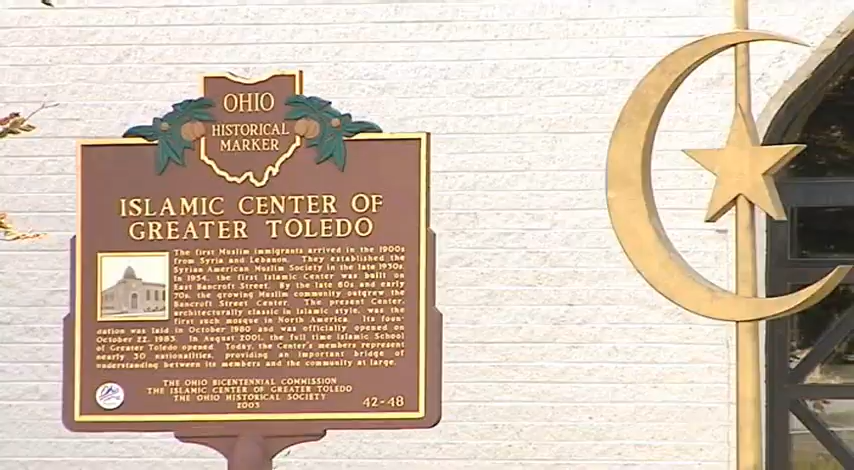 OHIO
HISTORICAL
MARKER
ISLAMIC CENTER OF
GREATER TOLEDO
The first Muslim immigrants arrived in the 1900s
from Syria and Lebanon. They established the
Syrian American Muslim Society in the late 1930s.
In 1954, the first Islamic Center was built on
East Bancroft Street. By the late 60s and early
70s, the growing Muslim community outgrew the
Bancroft Street Center. The present Center,
architecturally classic in Islamic style, was the
first such mosque in North America. Its foun-
dation was laid in October 1980 and was officially opened on
October 22, 1983. In August 2001, the full time Islamic School
of Greater Toledo opened. Today, the Center's members represent
nearly 30 nationalities, providing an important bridge of
understanding between its members and the community at large.
THE OHIO BICENTENNIAL COMMISSION
THE ISLAMIC CENTER OF GREATER TOLEDO
THE OHIO HISTORICAL SOCIETY
2003
42-48